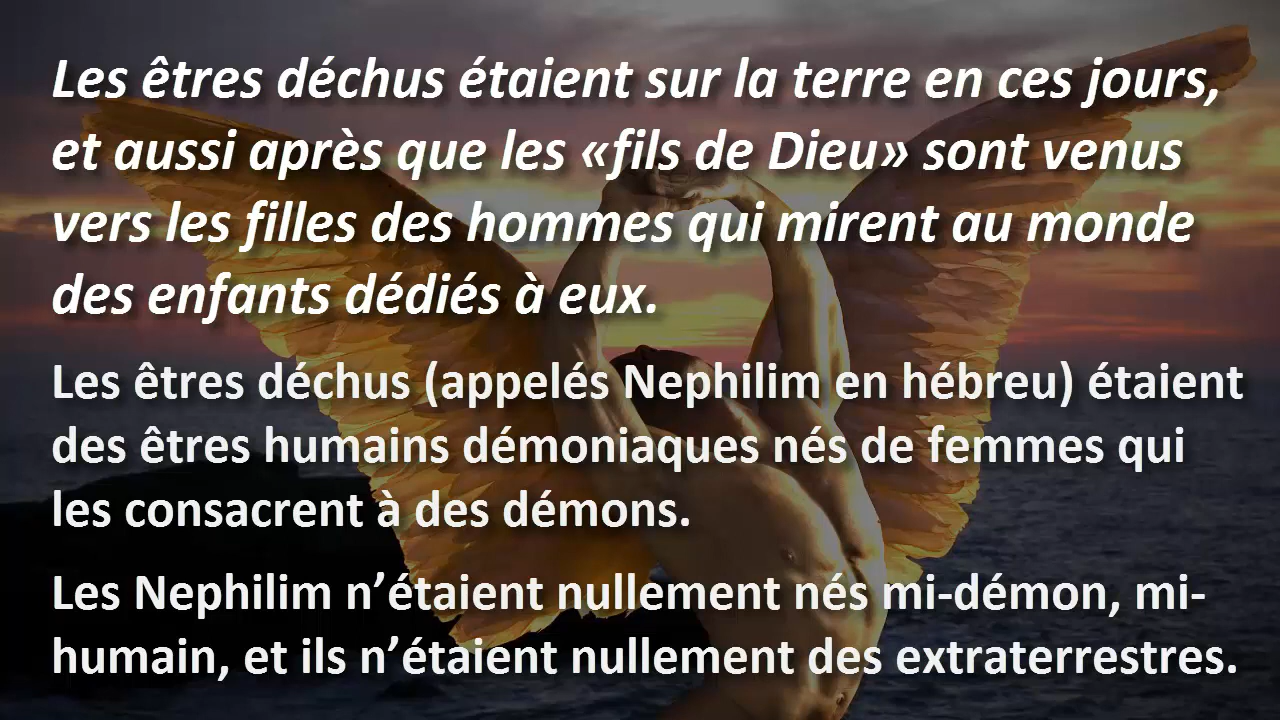 Les êtres déchus étaient sur la terre en ces jours,
et aussi après que les «fils de Dieu» sont venus
vers les filles des hommes qui mirent au monde
des enfants dédiés à eux.
Les êtres déchus (appelés Nephilim en hébreu) étaient
des êtres humains démoniaques nés de femmes qui
les consacrent à des démons.
Les Nephilim n’étaient nullement nés mi-démon, mi-
humain, et ils n’étaient nullement des extraterrestres.